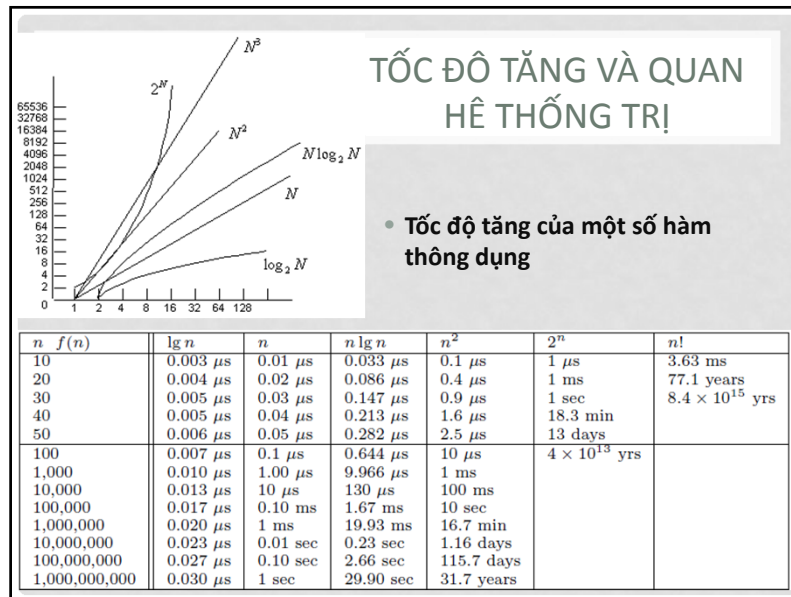 TỐC ĐÔ TĂNG VÀ QUAN
HÊ THỐNG TRỊ
N³
2ᴺ
N²
N log₂ N
N
log₂ N
65536
32768
16384
8192
4096
2048
1024
512
256
128
64
32
16
8
4
2
0 1 2 4 8 16 32 64 128
• Tốc độ tăng của một số hàm
thông dụng
n f(n) lg n n n lg n n² 2ⁿ n!
10 0.003 μs 0.01 μs 0.033 μs 0.1 μs 1 μs 3.63 ms
20 0.004 μs 0.02 μs 0.086 μs 0.4 μs 1 ms 77.1 years
30 0.005 μs 0.03 μs 0.147 μs 0.9 μs 1 sec 8.4 × 10¹⁵ yrs
40 0.005 μs 0.04 μs 0.213 μs 1.6 μs 18.3 min
50 0.006 μs 0.05 μs 0.282 μs 2.5 μs 13 days
100 0.007 μs 0.1 μs 0.644 μs 10 μs 4 × 10¹³ yrs
1,000 0.010 μs 1.00 μs 9.966 μs 1 ms
10,000 0.013 μs 10 μs 130 μs 100 ms
100,000 0.017 μs 0.10 ms 1.67 ms 10 sec
1,000,000 0.020 μs 1 ms 19.93 ms 16.7 min
10,000,000 0.023 μs 0.01 sec 0.23 sec 1.16 days
100,000,000 0.027 μs 0.10 sec 2.66 sec 115.7 days
1,000,000,000 0.030 μs 1 sec 29.90 sec 31.7 years